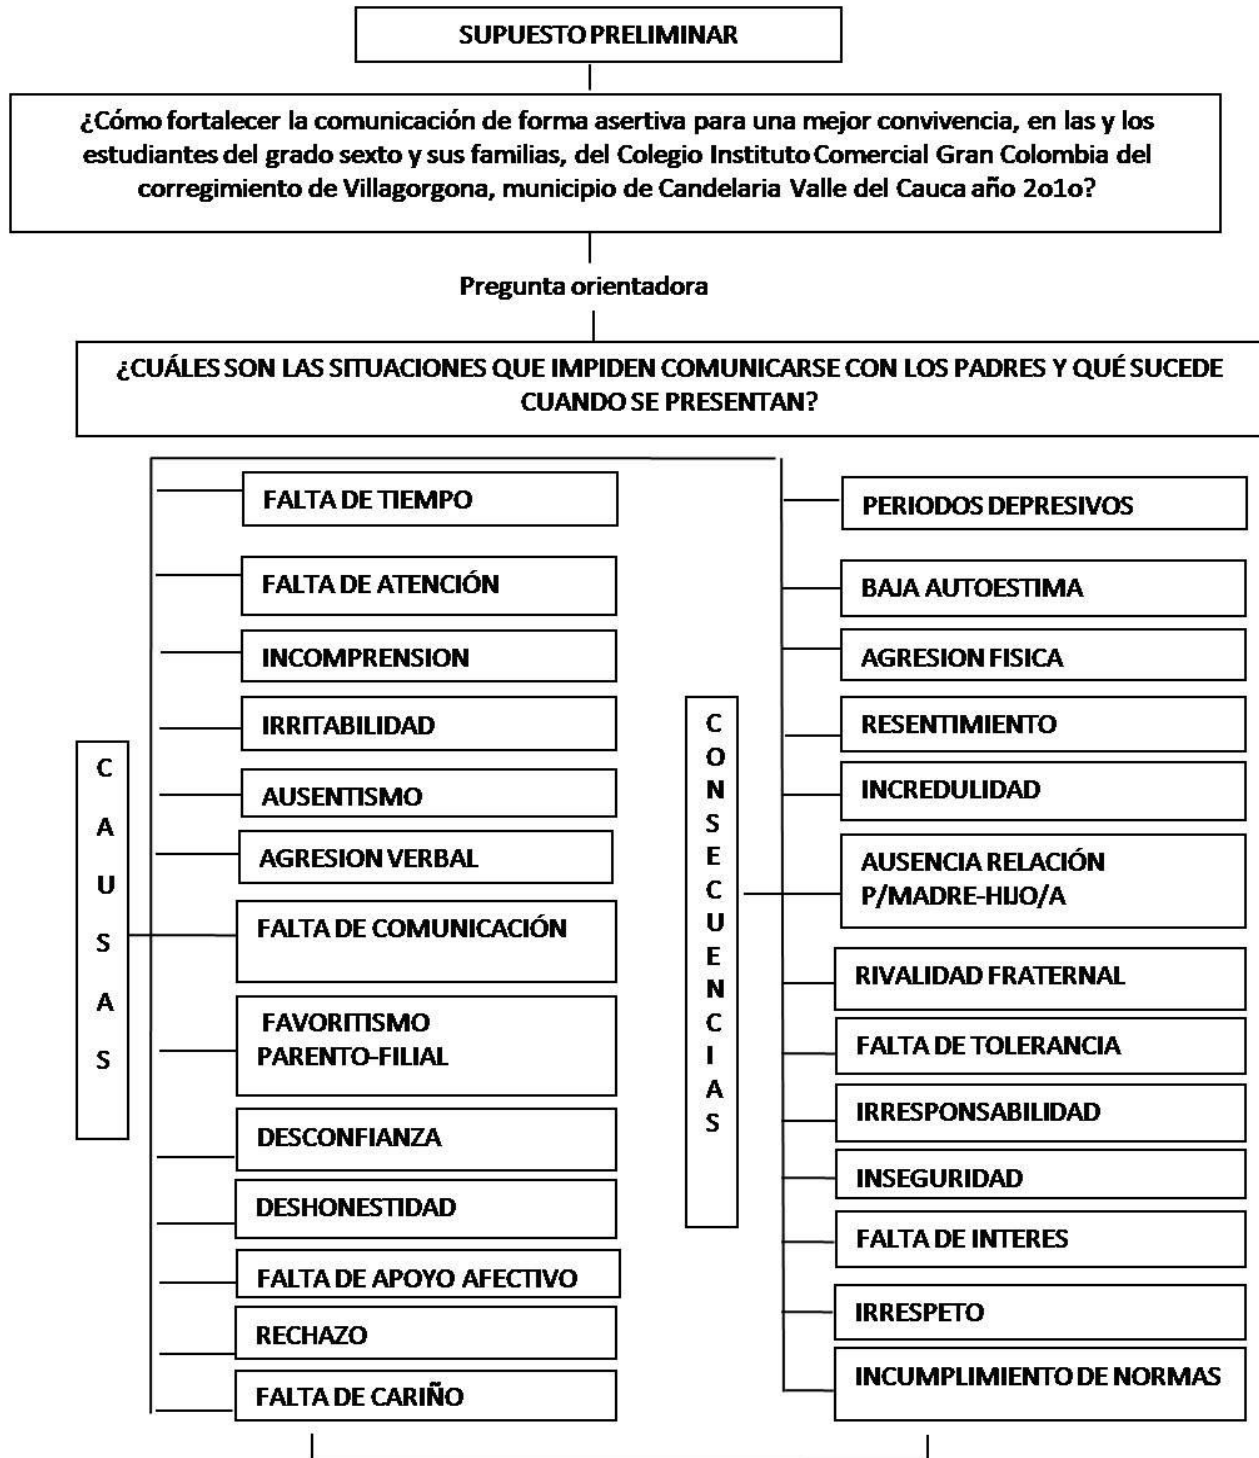 SUPUESTO PRELIMINAR
¿Cómo fortalecer la comunicación de forma asertiva para una mejor convivencia, en las y los
estudiantes del grado sexto y sus familias, del Colegio Instituto Comercial Gran Colombia del
corregimiento de Villagorgona, municipio de Candelaria Valle del Cauca año 2o1o?
Pregunta orientadora
¿CUÁLES SON LAS SITUACIONES QUE IMPIDEN COMUNICARSE CON LOS PADRES Y QUÉ SUCEDE
CUANDO SE PRESENTAN?
CAUSAS
FALTA DE TIEMPO
FALTA DE ATENCIÓN
INCOMPRENSION
IRRITABILIDAD
AUSENTISMO
AGRESION VERBAL
FALTA DE COMUNICACIÓN
FAVORITISMO
PARENTO-FILIAL
DESCONFIANZA
DESHONESTIDAD
FALTA DE APOYO AFECTIVO
RECHAZO
FALTA DE CARIÑO
CONSECUENCIAS
PERIODOS DEPRESIVOS
BAJA AUTOESTIMA
AGRESION FISICA
RESENTIMIENTO
INCREDULIDAD
AUSENCIA RELACIÓN
P/MADRE-HIJO/A
RIVALIDAD FRATERNAL
FALTA DE TOLERANCIA
IRRESPONSABILIDAD
INSEGURIDAD
FALTA DE INTERES
IRRESPETO
INCUMPLIMIENTO DE NORMAS